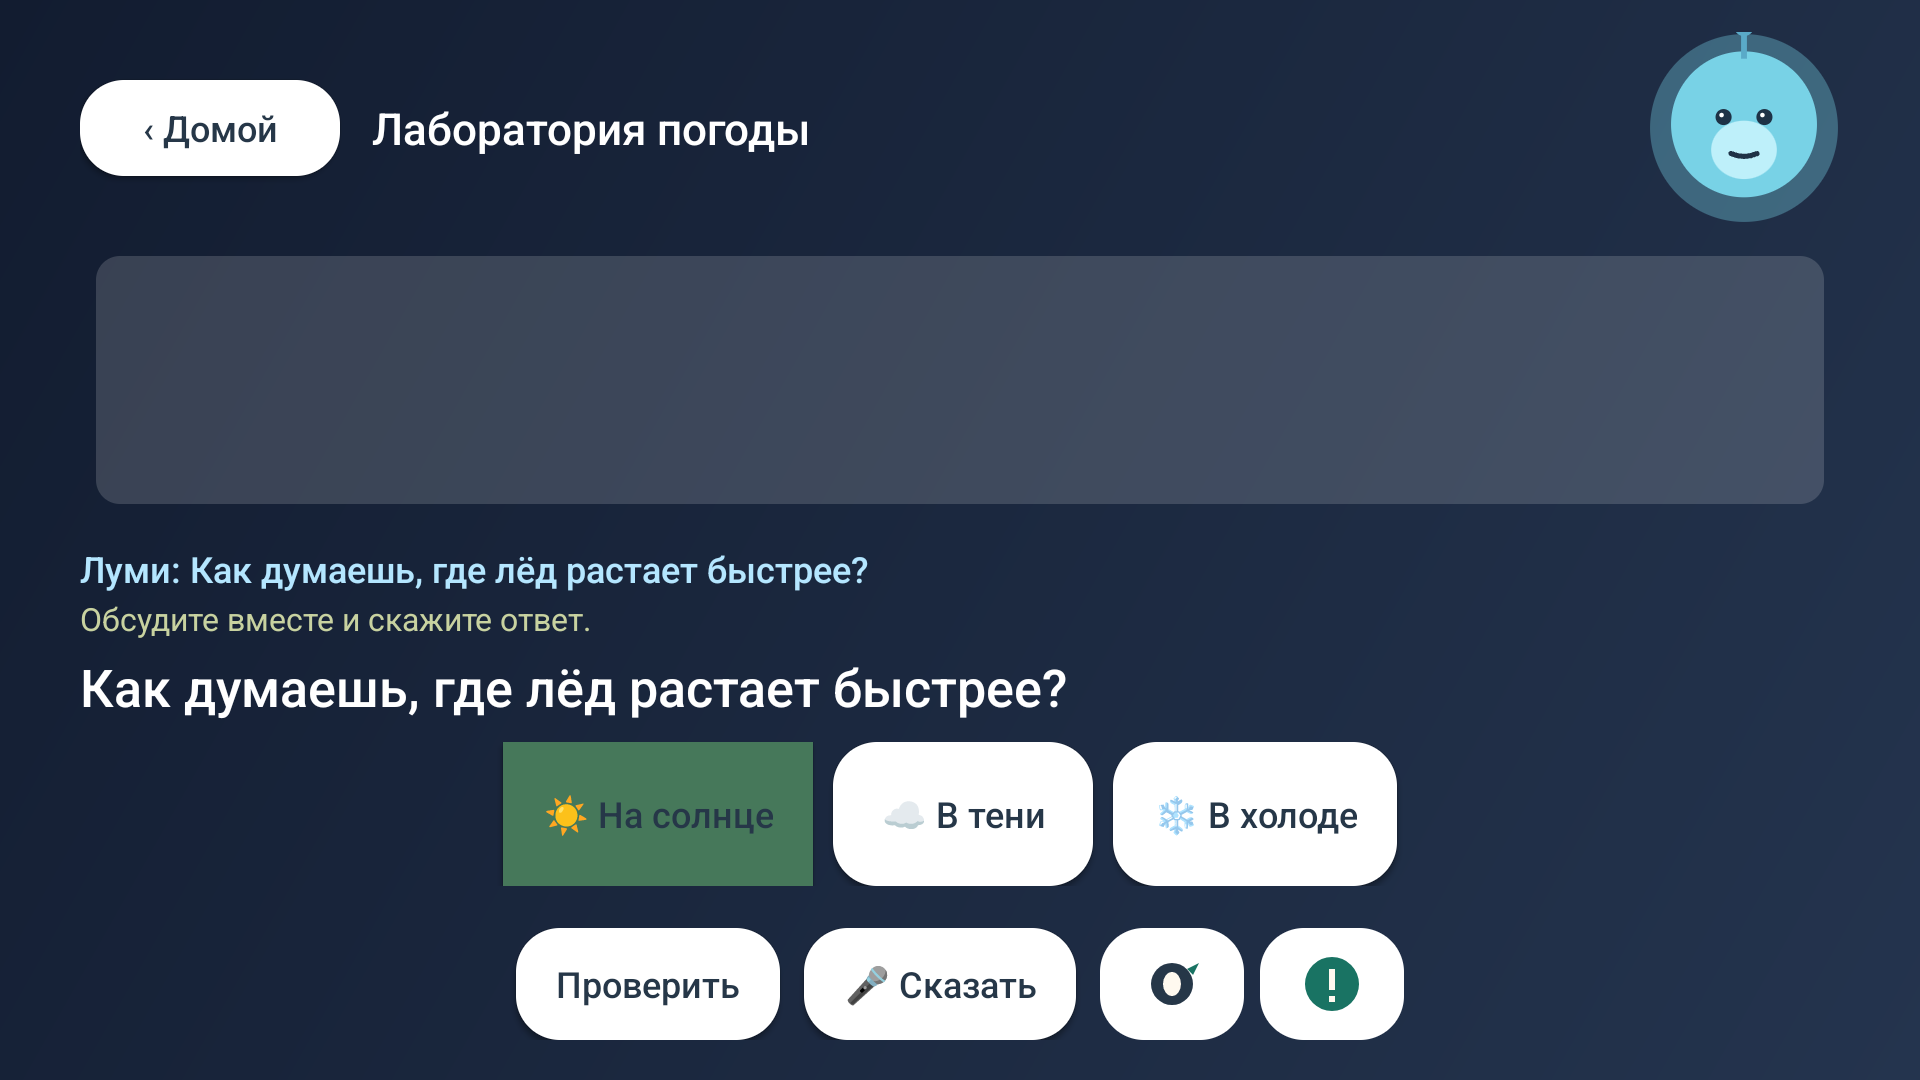 ‹ Домой
Лаборатория погоды
Луми: Как думаешь, где лёд растает быстрее?
Обсудите вместе и скажите ответ.
Как думаешь, где лёд растает быстрее?
☀️ На солнце
☁️ В тени
❄️ В холоде
Проверить
🎤 Сказать